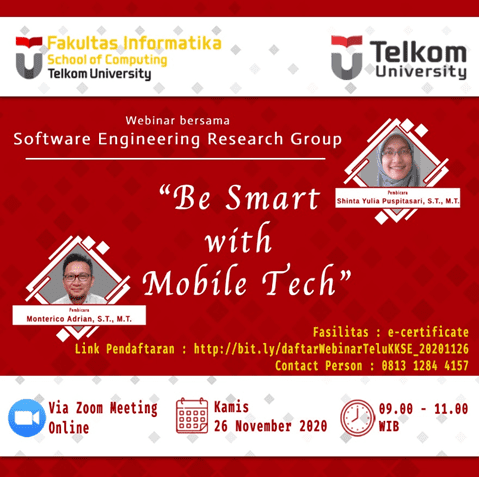 Fakultas Informatika
School of Computing
Telkom University
Telkom
University
Webinar bersama
Software Engineering Research Group
Pembicara
Shinta Yulia Puspitasari, S.T., M.T.
“Be Smart
with
Mobile Tech”
Pembicara
Monterico Adrian, S.T., M.T.
Fasilitas : e-certificate
Link Pendaftaran : http://bit.ly/daftarWebinarTeluKKSE_20201126
Contact Person : 0813 1284 4157
Via Zoom Meeting
Online
Kamis
26 November 2020
09.00 - 11.00
WIB